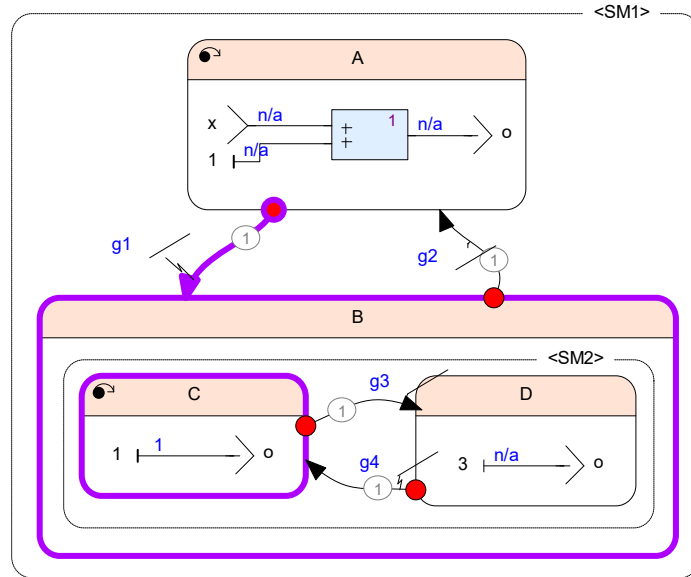 <SM1>
A
x n/a 1 n/a o
+
+
1 n/a
g1 1
g2 1
B
<SM2>
C
g3
D
1
1 1 o
g4
3 n/a o
1